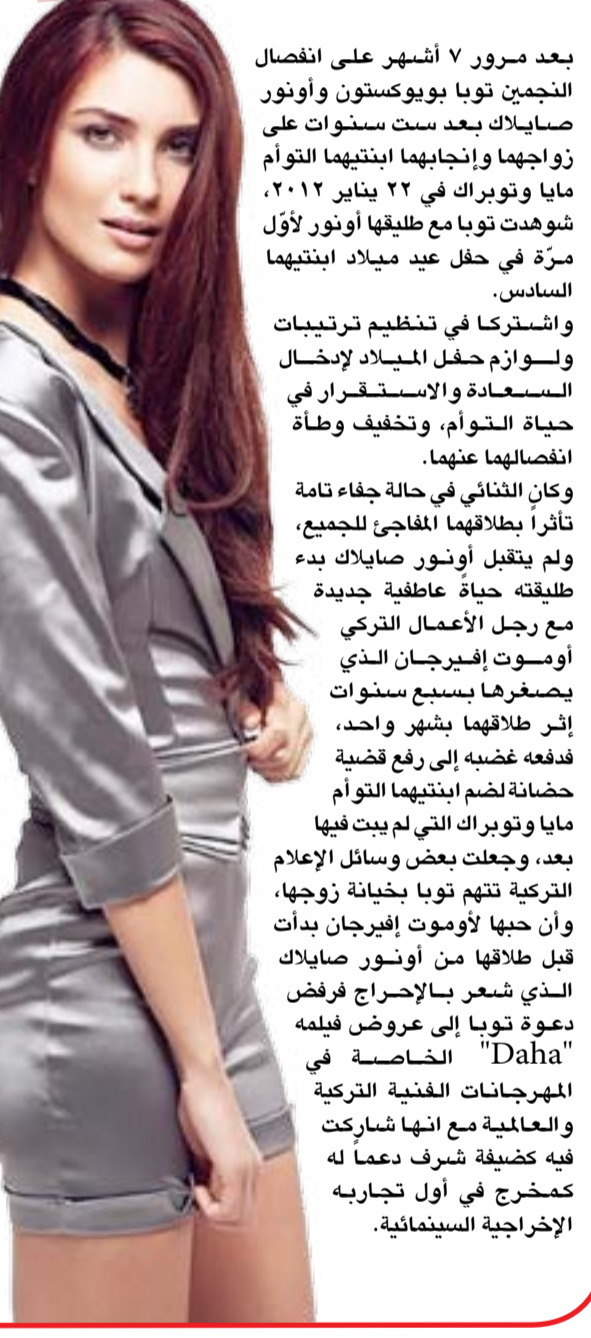 بعد مرور ٧ أشهر على انفصال
النجمين توبا بويوكستون وأونور
صايلاك بعد ست سنوات على
زواجهما وإنجابهما ابنتيهما التوأم
مايا وتوبراك في ٢٢ يناير ٢٠١٢،
شوهدت توبا مع طليقها أونور لأوّل
مرّة في حفل عيد ميلاد ابنتيهما
السادس.
واشتركا في تنظيم ترتيبات
ولوازم حفل الميلاد لإدخال
السعادة والاستقرار في
حياة التوأم، وتخفيف وطأة
انفصالهما عنهما.
وكان الثنائي في حالة جفاء تامة
تأثراً بطلاقهما المفاجئ للجميع،
ولم يتقبل أونور صايلاك بدء
طليقته حياةً عاطفية جديدة
مع رجل الأعمال التركي
أوموت إفيرجان الذي
يصغرها بسبع سنوات
إثر طلاقهما بشهر واحد،
فدفعه غضبه إلى رفع قضية
حضانة لضم ابنتيهما التوأم
مايا وتوبراك التي لم يبت فيها
بعد، وجعلت بعض وسائل الإعلام
التركية تتهم توبا بخيانة زوجها،
وأن حبها لأوموت إفيرجان بدأت
قبل طلاقها من أونور صايلاك
الذي شعر بالإحراج فرفض
دعوة توبا إلى عروض فيلمه
"Daha" الخاصة في
المهرجانات الفنية التركية
والعالمية مع انها شاركت
فيه كضيفة شرف دعماً له
كمخرج في أول تجاربه
الإخراجية السينمائية.